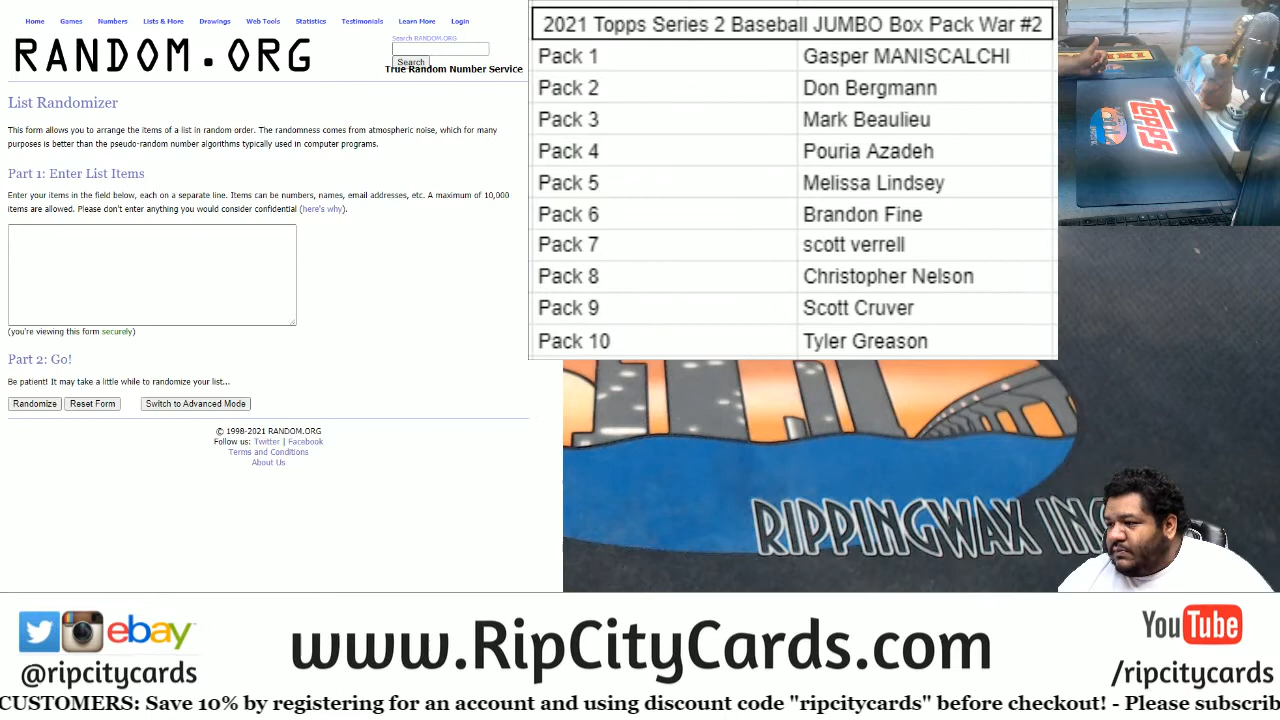 Home Games Numbers Lists & More Drawings Web Tools Statistics Testimonials Learn More Login
RANDOM.ORG
Search RANDOM.ORG
Search
True Random Number Service
List Randomizer
This form allows you to arrange the items of a list in random order. The randomness comes from atmospheric noise, which for many
purposes is better than the pseudo-random number algorithms typically used in computer programs.
Part 1: Enter List Items
Enter your items in the field below, each on a separate line. Items can be numbers, names, email addresses, etc. A maximum of 10,000
items are allowed. Please don't enter anything you would consider confidential (here's why).
(you're viewing this form securely)
Part 2: Go!
Be patient! It may take a little while to randomize your list...
Randomize Reset Form Switch to Advanced Mode
© 1998-2021 RANDOM.ORG
Follow us: Twitter | Facebook
Terms and Conditions
About Us
2021 Topps Series 2 Baseball JUMBO Box Pack War #2
Pack 1 Gasper MANISCALCHI
Pack 2 Don Bergmann
Pack 3 Mark Beaulieu
Pack 4 Pouria Azadeh
Pack 5 Melissa Lindsey
Pack 6 Brandon Fine
Pack 7 scott verrell
Pack 8 Christopher Nelson
Pack 9 Scott Cruver
Pack 10 Tyler Greason
TOPPS
RIPPINGWAX INC
ebay
@ripcitycards
www.RipCityCards.com
YouTube
/ripcitycards
CUSTOMERS: Save 10% by registering for an account and using discount code "ripcitycards" before checkout! - Please subscrib